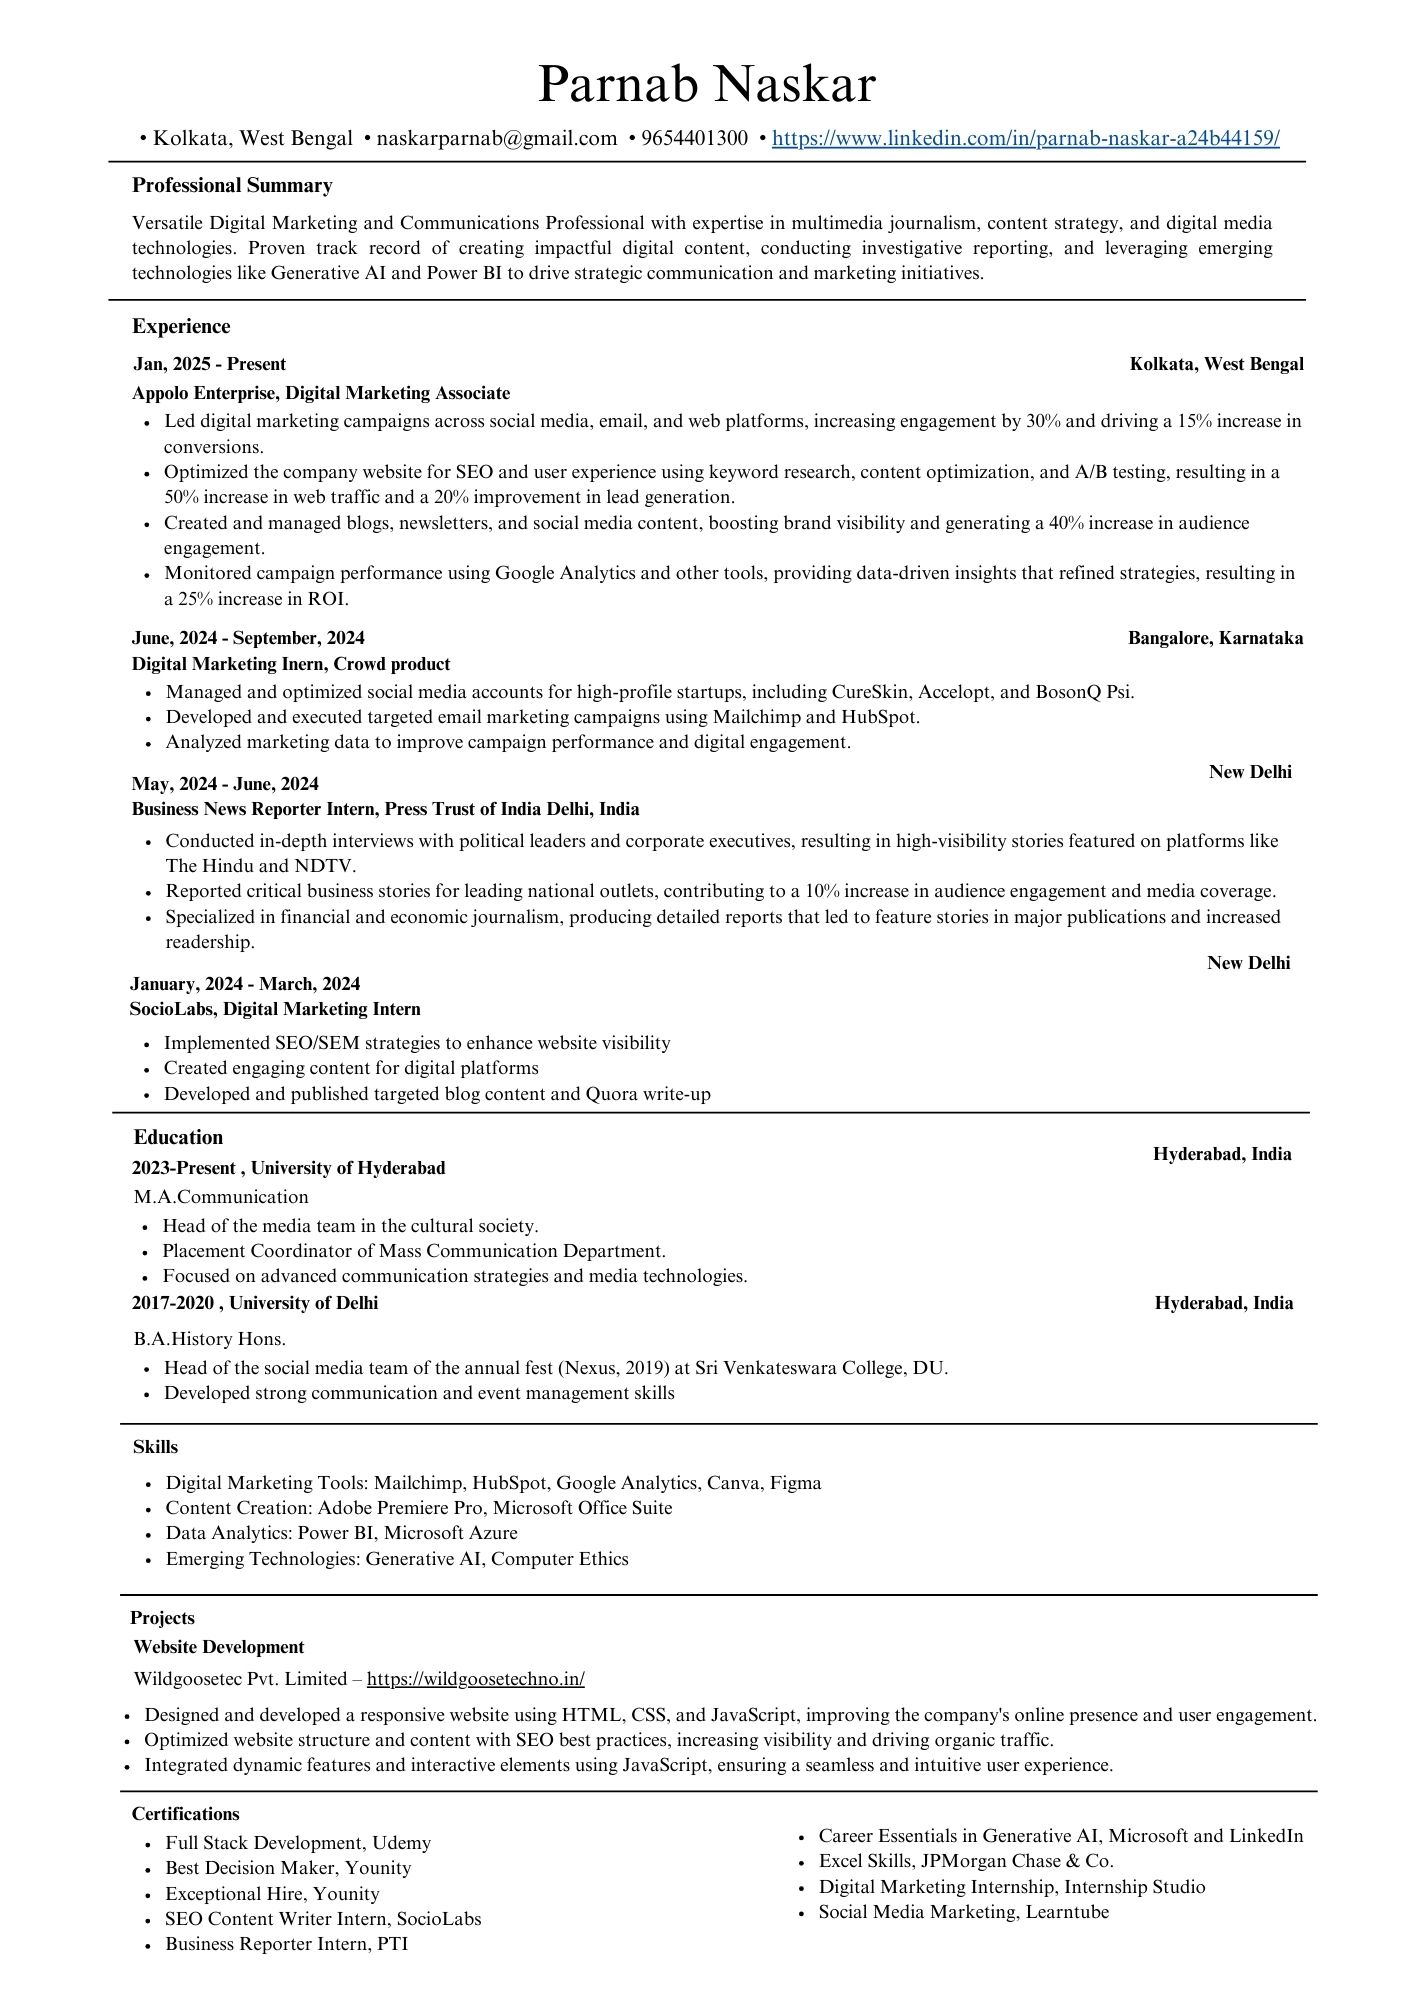 Parnab Naskar
• Kolkata, West Bengal • naskarparnab@gmail.com • 9654401300 • https://www.linkedin.com/in/parnab-naskar-a24b44159/
Professional Summary
Versatile Digital Marketing and Communications Professional with expertise in multimedia journalism, content strategy, and digital media
technologies. Proven track record of creating impactful digital content, conducting investigative reporting, and leveraging emerging
technologies like Generative AI and Power BI to drive strategic communication and marketing initiatives.
Experience
Jan, 2025 - Present Kolkata, West Bengal
Appolo Enterprise, Digital Marketing Associate
• Led digital marketing campaigns across social media, email, and web platforms, increasing engagement by 30% and driving a 15% increase in
conversions.
• Optimized the company website for SEO and user experience using keyword research, content optimization, and A/B testing, resulting in a
50% increase in web traffic and a 20% improvement in lead generation.
• Created and managed blogs, newsletters, and social media content, boosting brand visibility and generating a 40% increase in audience
engagement.
• Monitored campaign performance using Google Analytics and other tools, providing data-driven insights that refined strategies, resulting in
a 25% increase in ROI.
June, 2024 - September, 2024 Bangalore, Karnataka
Digital Marketing Inern, Crowd product
• Managed and optimized social media accounts for high-profile startups, including CureSkin, Accelopt, and BosonQ Psi.
• Developed and executed targeted email marketing campaigns using Mailchimp and HubSpot.
• Analyzed marketing data to improve campaign performance and digital engagement.
New Delhi
May, 2024 - June, 2024
Business News Reporter Intern, Press Trust of India Delhi, India
• Conducted in-depth interviews with political leaders and corporate executives, resulting in high-visibility stories featured on platforms like
The Hindu and NDTV.
• Reported critical business stories for leading national outlets, contributing to a 10% increase in audience engagement and media coverage.
• Specialized in financial and economic journalism, producing detailed reports that led to feature stories in major publications and increased
readership.
New Delhi
January, 2024 - March, 2024
SocioLabs, Digital Marketing Intern
• Implemented SEO/SEM strategies to enhance website visibility
• Created engaging content for digital platforms
• Developed and published targeted blog content and Quora write-up
Education
Hyderabad, India
2023-Present , University of Hyderabad
M.A.Communication
• Head of the media team in the cultural society.
• Placement Coordinator of Mass Communication Department.
• Focused on advanced communication strategies and media technologies.
2017-2020 , University of Delhi Hyderabad, India
B.A.History Hons.
• Head of the social media team of the annual fest (Nexus, 2019) at Sri Venkateswara College, DU.
• Developed strong communication and event management skills
Skills
• Digital Marketing Tools: Mailchimp, HubSpot, Google Analytics, Canva, Figma
• Content Creation: Adobe Premiere Pro, Microsoft Office Suite
• Data Analytics: Power BI, Microsoft Azure
• Emerging Technologies: Generative AI, Computer Ethics
Projects
Website Development
Wildgoosetec Pvt. Limited – https://wildgoosetechno.in/
• Designed and developed a responsive website using HTML, CSS, and JavaScript, improving the company's online presence and user engagement.
• Optimized website structure and content with SEO best practices, increasing visibility and driving organic traffic.
• Integrated dynamic features and interactive elements using JavaScript, ensuring a seamless and intuitive user experience.
Certifications
• Full Stack Development, Udemy
• Best Decision Maker, Younity
• Exceptional Hire, Younity
• SEO Content Writer Intern, SocioLabs
• Business Reporter Intern, PTI
• Career Essentials in Generative AI, Microsoft and LinkedIn
• Excel Skills, JPMorgan Chase & Co.
• Digital Marketing Internship, Internship Studio
• Social Media Marketing, Learntube